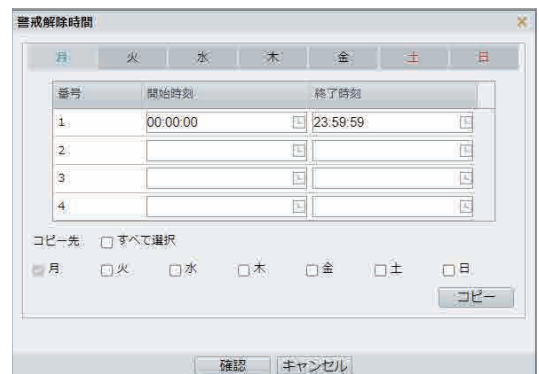 警戒解除時間
月 火 水 木 金 土 日
番号 開始時刻 終了時刻
1 00:00:00 23:59:59
2
3
4
コピー先 すべて選択
月 火 水 木 金 土 日
コピー
確認 キャンセル